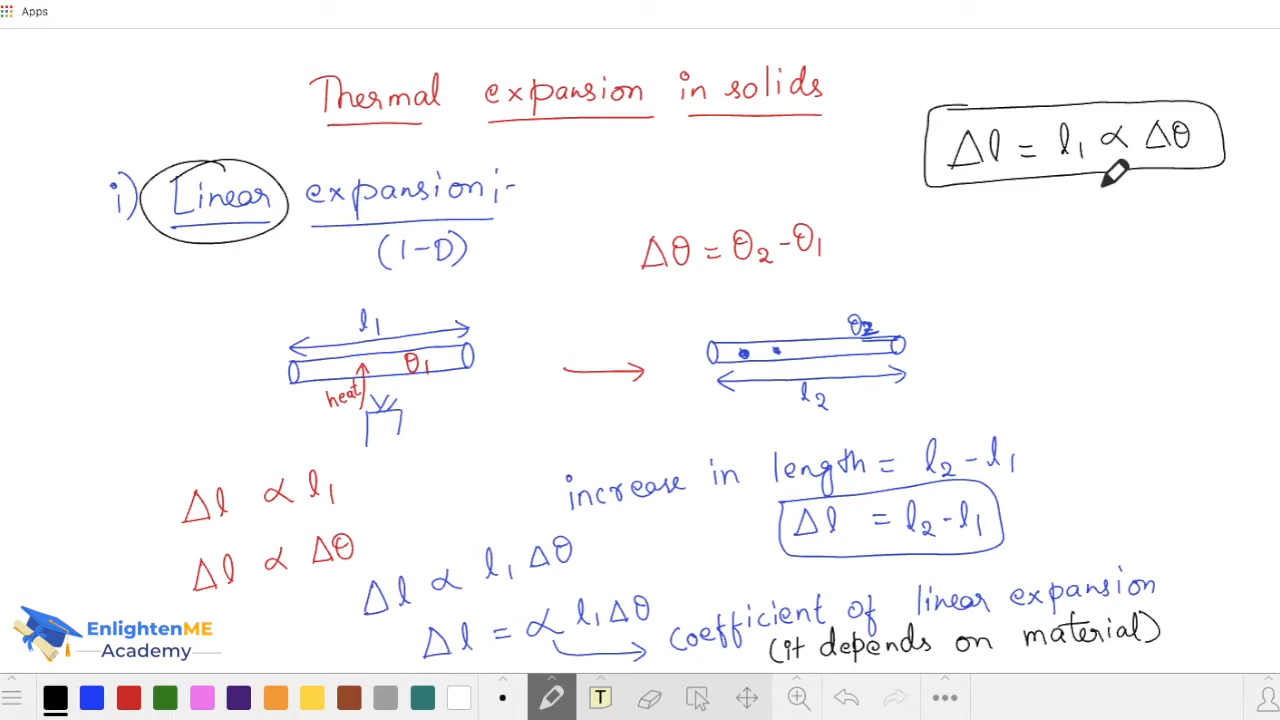 Apps
Thermal expansion in solids
Δl = l₁ α Δθ
i) Linear expansion :-
(1-D)
Δθ = θ₂ - θ₁
l₁
θ₁
heat
θ₂
l₂
Δl ∝ l₁
increase in length = l₂ - l₁
Δl = l₂ - l₁
Δl ∝ Δθ
Δl ∝ l₁ Δθ
Δl = α l₁ Δθ
coefficient of linear expansion
(it depends on material)
EnlightenME
Academy
T